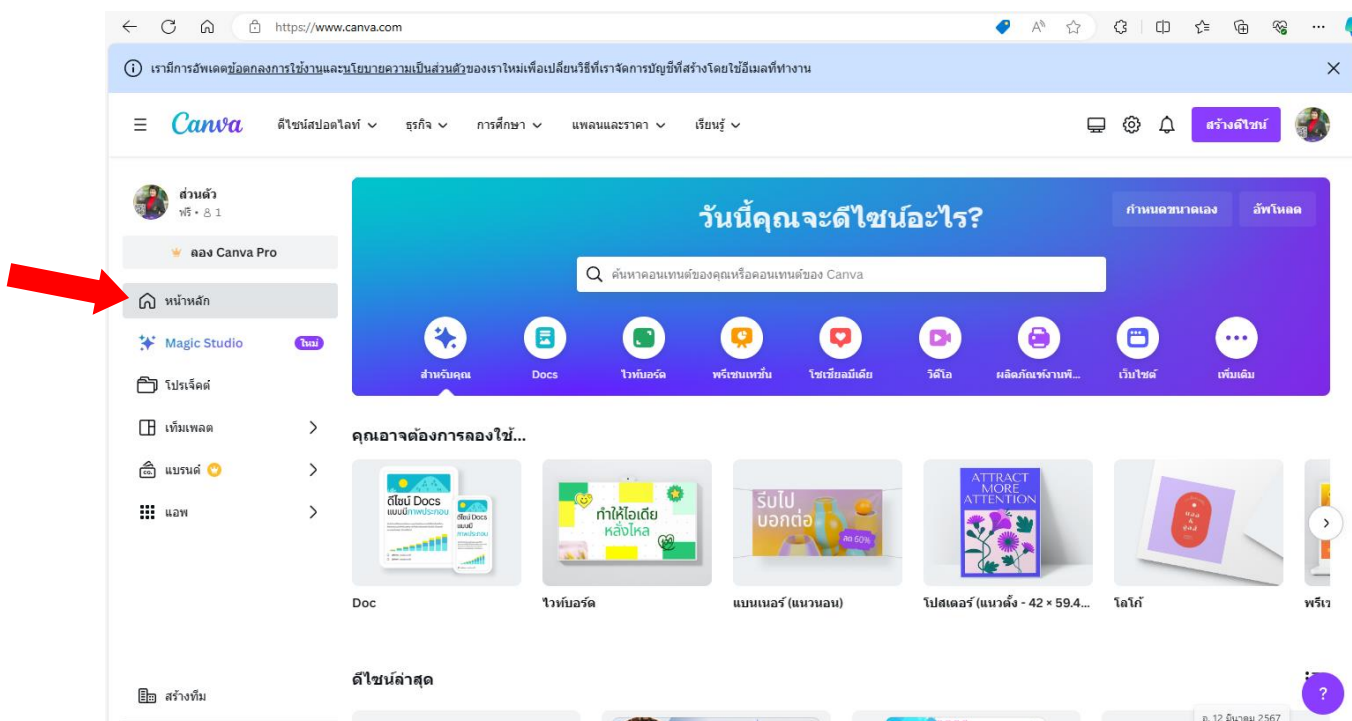 https://www.canva.com
เรามีการอัพเดตข้อตกลงการใช้งานและนโยบายความเป็นส่วนตัวของเราใหม่เพื่อเปลี่ยนวิธีที่เราจัดการบัญชีที่สร้างโดยใช้อีเมลที่ทำงาน
Canva ดีไซน์สปอตไลท์ ธุรกิจ การศึกษา แพลนและราคา เรียนรู้ สร้างดีไซน์
ส่วนตัว
ฟรี • 1
ลอง Canva Pro
หน้าหลัก
Magic Studio ใหม่
โปรเจ็คต์
เท็มเพลต
แบรนด์
แอพ
สร้างทีม
วันนี้คุณจะดีไซน์อะไร?
กำหนดขนาดเอง อัพโหลด
ค้นหาคอนเทนต์ของคุณหรือคอนเทนต์ของ Canva
สำหรับคุณ Docs ไวท์บอร์ด พรีเซนเทชั่น โซเชียลมีเดีย วิดีโอ ผลิตภัณฑ์งานพิ... เว็บไซต์ เพิ่มเติม
คุณอาจต้องการลองใช้...
ดีไซน์ Docs
แบบมีภาพประกอบ
ดีไซน์ Docs
แบบมี
ภาพประกอบ
ทำให้ไอเดีย
หลั่งไหล
รีบไป
บอกต่อ
ลด 60%
ATTRACT
MORE
ATTENTION
Doc ไวท์บอร์ด แบนเนอร์ (แนวนอน) โปสเตอร์ (แนวตั้ง - 42 × 59.4... โลโก้
ดีไซน์ล่าสุด
?
อ. 12 มีนาคม 2567